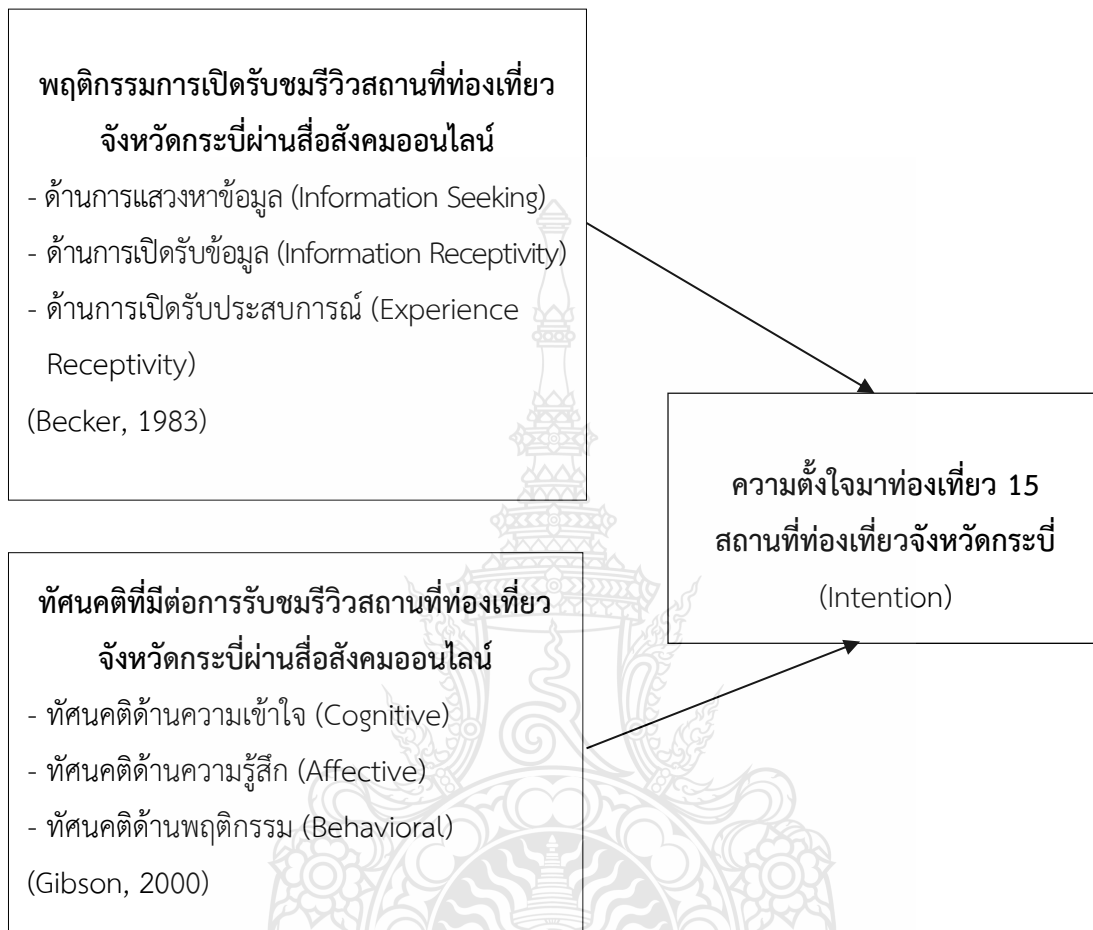 พฤติกรรมการเปิดรับชมรีวิวสถานที่ท่องเที่ยว
จังหวัดกระบี่ผ่านสื่อสังคมออนไลน์
- ด้านการแสวงหาข้อมูล (Information Seeking)
- ด้านการเปิดรับข้อมูล (Information Receptivity)
- ด้านการเปิดรับประสบการณ์ (Experience
Receptivity)
(Becker, 1983)
ทัศนคติที่มีต่อการรับชมรีวิวสถานที่ท่องเที่ยว
จังหวัดกระบี่ผ่านสื่อสังคมออนไลน์
- ทัศนคติด้านความเข้าใจ (Cognitive)
- ทัศนคติด้านความรู้สึก (Affective)
- ทัศนคติด้านพฤติกรรม (Behavioral)
(Gibson, 2000)
ความตั้งใจมาท่องเที่ยว 15
สถานที่ท่องเที่ยวจังหวัดกระบี่
(Intention)